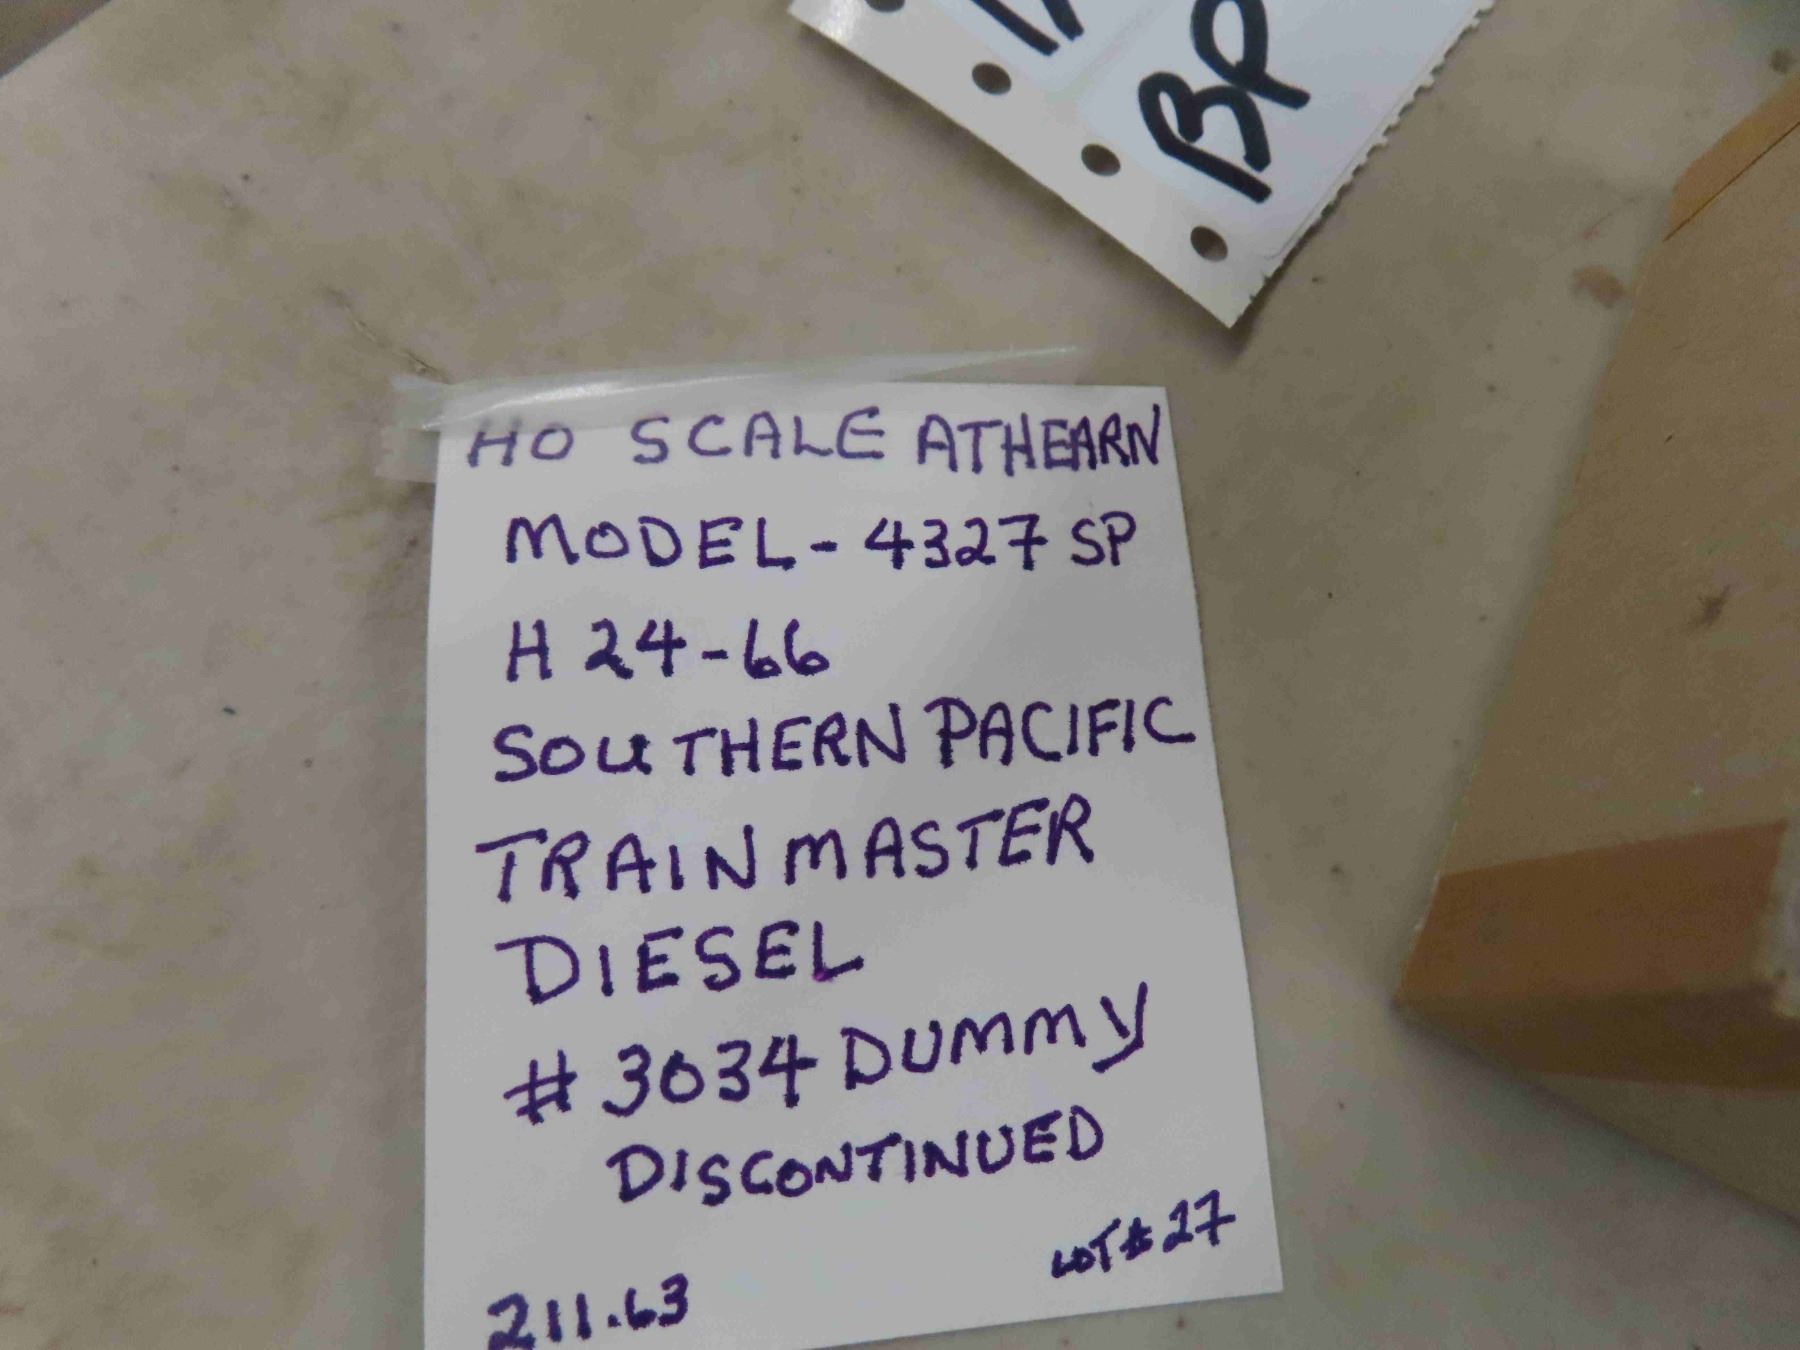 BP
HO SCALE ATHEARN
MODEL - 4327 SP
H 24-66
SOUTHERN PACIFIC
TRAINMASTER
DIESEL
# 3034 DUMMY
DISCONTINUED
LOT # 27
211.63